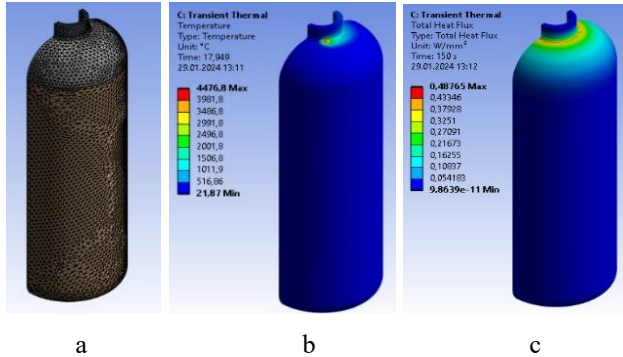 C: Transient Thermal
Temperature
Type: Temperature
Unit: °C
Time: 17,949
29.01.2024 13:11
4476,8 Max
3981,8
3486,8
2991,8
2496,8
2001,8
1506,8
1011,9
516,86
21,87 Min
C: Transient Thermal
Total Heat Flux
Type: Total Heat Flux
Unit: W/mm²
Time: 150 s
29.01.2024 13:12
0,48765 Max
0,43346
0,37928
0,3251
0,27091
0,21673
0,16255
0,10837
0,054183
9,8639e-11 Min
a
b
c